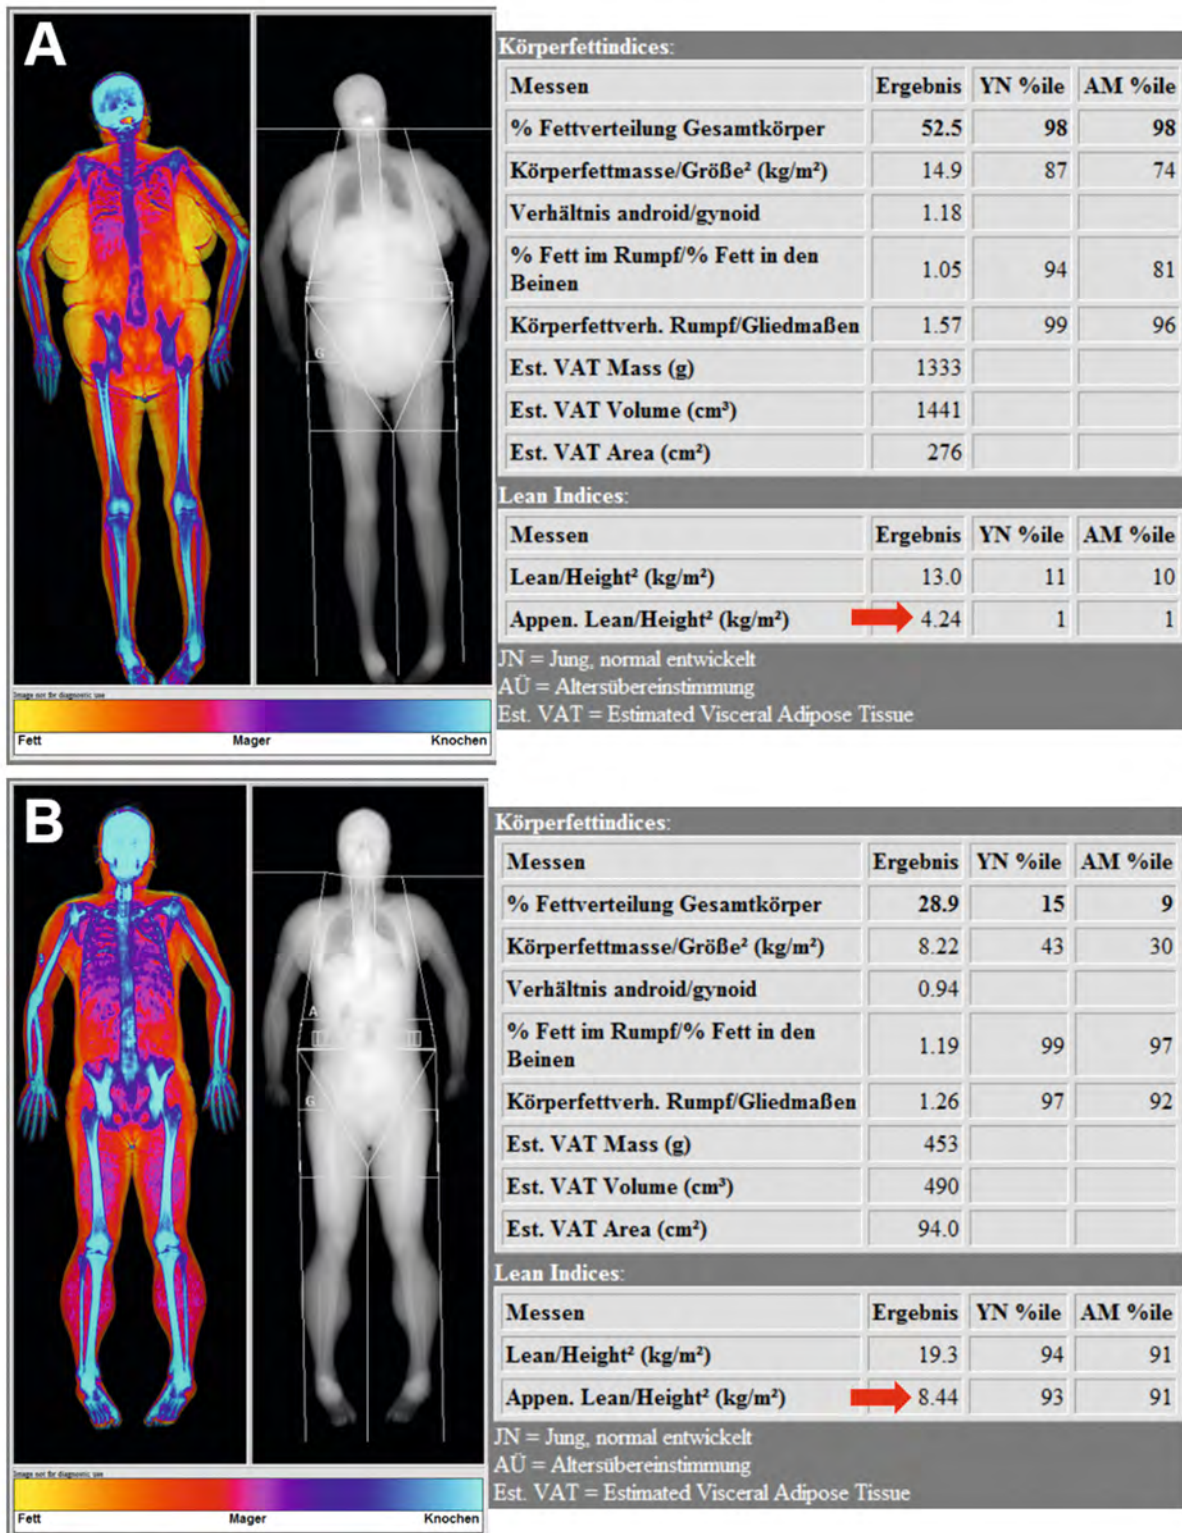 A
Körperfettindices:
Messen Ergebnis YN %ile AM %ile
% Fettverteilung Gesamtkörper 52.5 98 98
Körperfettmasse/Größe² (kg/m²) 14.9 87 74
Verhältnis android/gynoid 1.18
% Fett im Rumpf/% Fett in den
Beinen 1.05 94 81
Körperfettverh. Rumpf/Gliedmaßen 1.57 99 96
Est. VAT Mass (g) 1333
Est. VAT Volume (cm³) 1441
Est. VAT Area (cm²) 276
Lean Indices:
Messen Ergebnis YN %ile AM %ile
Lean/Height² (kg/m²) 13.0 11 10
Appen. Lean/Height² (kg/m²) 4.24 1 1
JN = Jung, normal entwickelt
AÜ = Altersübereinstimmung
Est. VAT = Estimated Visceral Adipose Tissue
G
Image not for diagnostic use
Fett Mager Knochen
B
Körperfettindices:
Messen Ergebnis YN %ile AM %ile
% Fettverteilung Gesamtkörper 28.9 15 9
Körperfettmasse/Größe² (kg/m²) 8.22 43 30
Verhältnis android/gynoid 0.94
% Fett im Rumpf/% Fett in den
Beinen 1.19 99 97
Körperfettverh. Rumpf/Gliedmaßen 1.26 97 92
Est. VAT Mass (g) 453
Est. VAT Volume (cm³) 490
Est. VAT Area (cm²) 94.0
Lean Indices:
Messen Ergebnis YN %ile AM %ile
Lean/Height² (kg/m²) 19.3 94 91
Appen. Lean/Height² (kg/m²) 8.44 93 91
JN = Jung, normal entwickelt
AÜ = Altersübereinstimmung
Est. VAT = Estimated Visceral Adipose Tissue
A
G
Image not for diagnostic use
Fett Mager Knochen